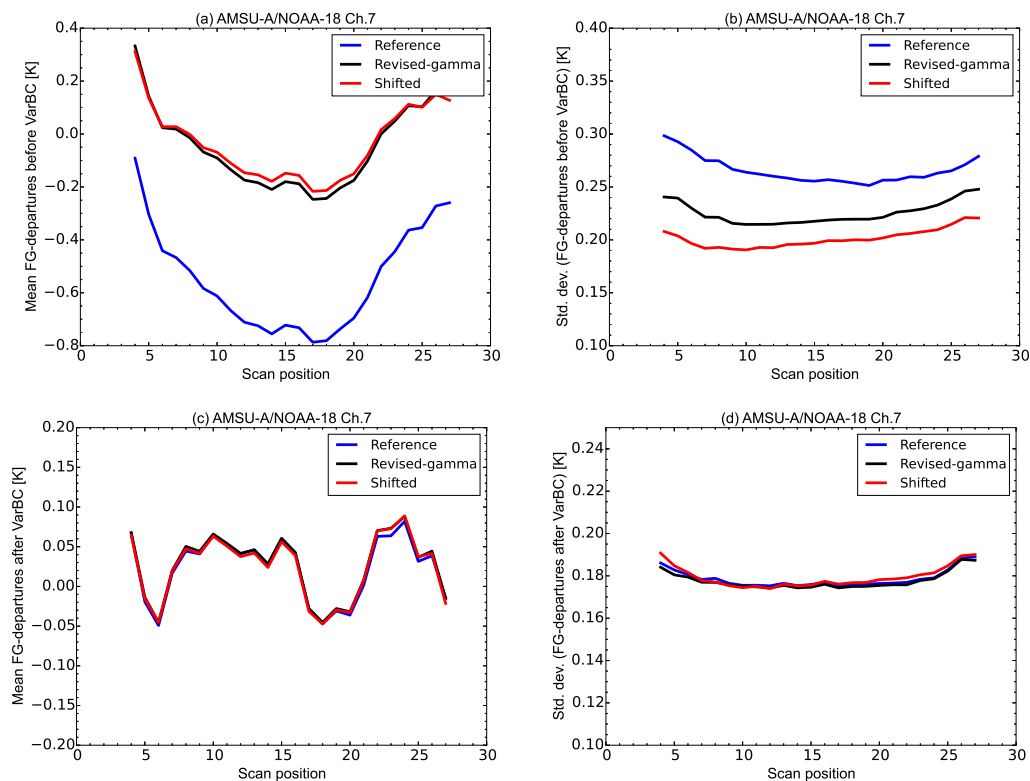 (a) AMSU-A/NOAA-18 Ch.7
Mean FG-departures before VarBC [K]
0.4
0.2
0.0
−0.2
−0.4
−0.6
−0.8
Reference
Revised-gamma
Shifted
0 5 10 15 20 25 30
Scan position
(b) AMSU-A/NOAA-18 Ch.7
Std. dev. (FG-departures before VarBC) [K]
0.40
0.35
0.30
0.25
0.20
0.15
0.10
Reference
Revised-gamma
Shifted
0 5 10 15 20 25 30
Scan position
(c) AMSU-A/NOAA-18 Ch.7
Mean FG-departures after VarBC [K]
0.20
0.15
0.10
0.05
0.00
−0.05
−0.10
−0.15
−0.20
Reference
Revised-gamma
Shifted
0 5 10 15 20 25 30
Scan position
(d) AMSU-A/NOAA-18 Ch.7
Std. dev. (FG-departures after VarBC) [K]
0.24
0.22
0.20
0.18
0.16
0.14
0.12
0.10
Reference
Revised-gamma
Shifted
0 5 10 15 20 25 30
Scan position